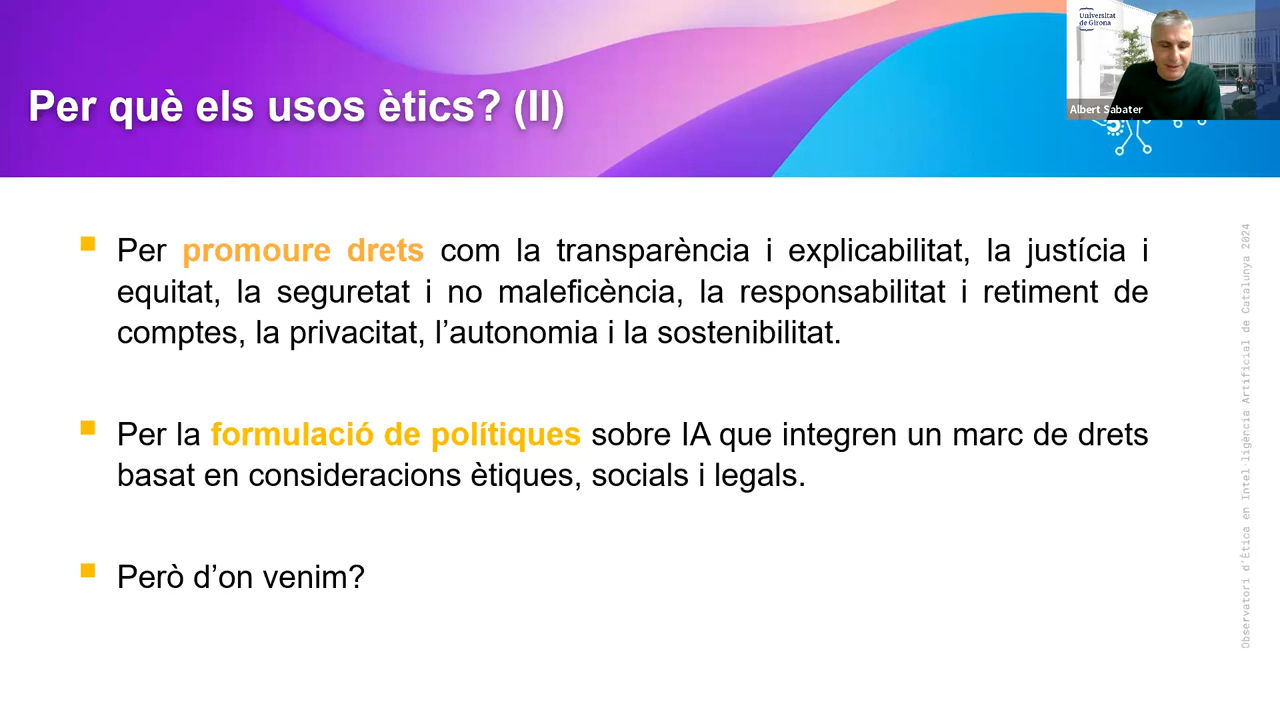 Per què els usos ètics? (II)
Universitat
de Girona
Albert Sabater
Per promoure drets com la transparència i explicabilitat, la justícia i
equitat, la seguretat i no maleficència, la responsabilitat i retiment de
comptes, la privacitat, l’autonomia i la sostenibilitat.
Per la formulació de polítiques sobre IA que integren un marc de drets
basat en consideracions ètiques, socials i legals.
Però d’on venim?
Observatori d'Ètica en Intel·ligència Artificial de Catalunya 2024